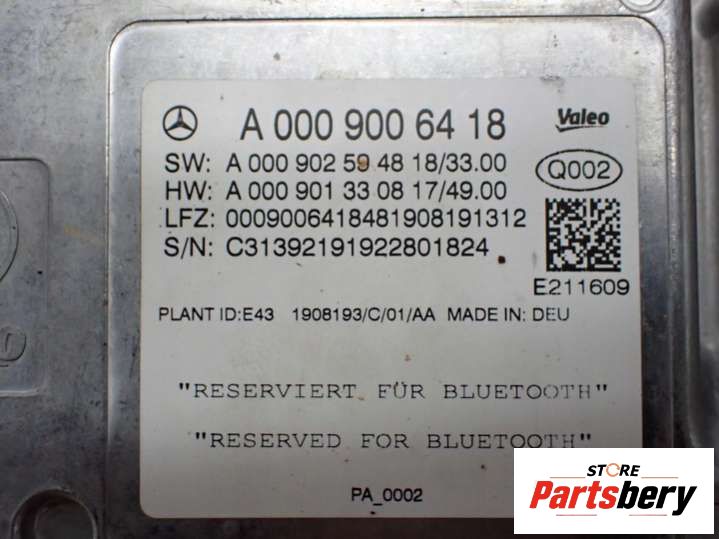 A 000 900 64 18
Valeo
SW: A 000 902 59 48 18/33.00
HW: A 000 901 33 08 17/49.00
Q002
LFZ: 00090064184819081​91312
S/N: C31392191922801824
E211609
PLANT ID:E43 1908193/C/01/AA MADE IN: DEU
"RESERVIERT FÜR BLUETOOTH"
"RESERVED FOR BLUETOOTH"
PA_0002
STORE
Partsbery